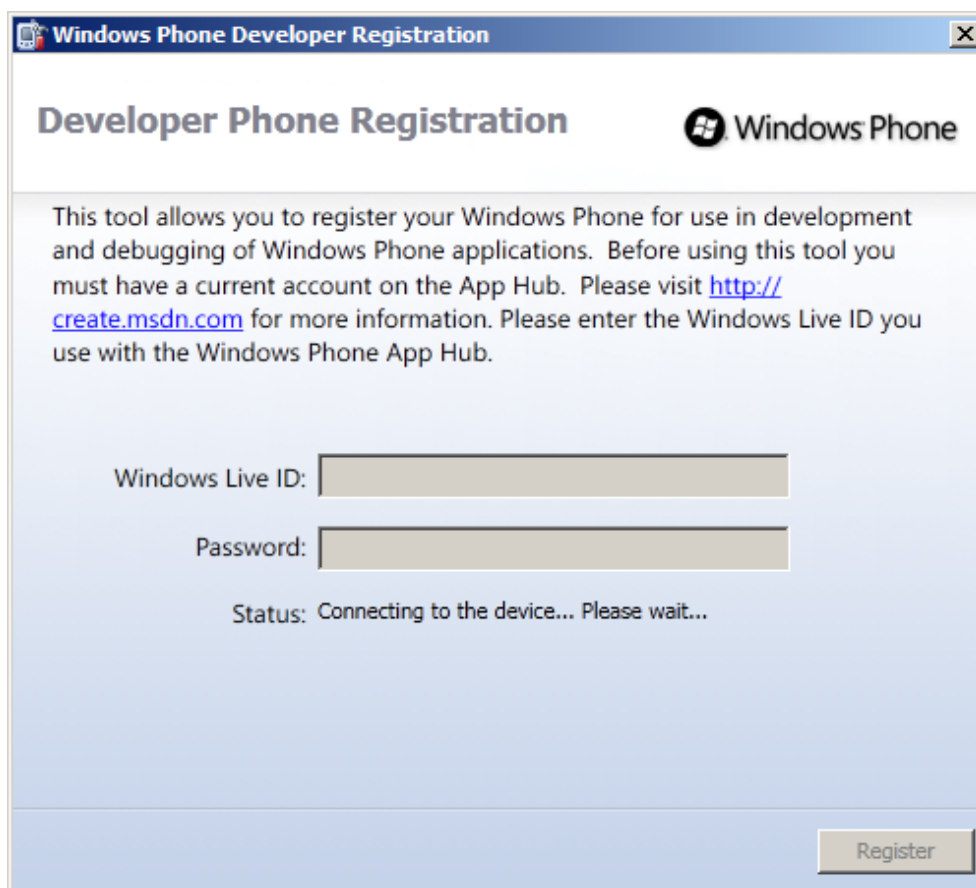 Windows Phone Developer Registration
Developer Phone Registration
Windows Phone
This tool allows you to register your Windows Phone for use in development
and debugging of Windows Phone applications.  Before using this tool you
must have a current account on the App Hub.  Please visit http://
create.msdn.com for more information. Please enter the Windows Live ID you
use with the Windows Phone App Hub.
Windows Live ID:
Password:
Status: Connecting to the device... Please wait...
Register